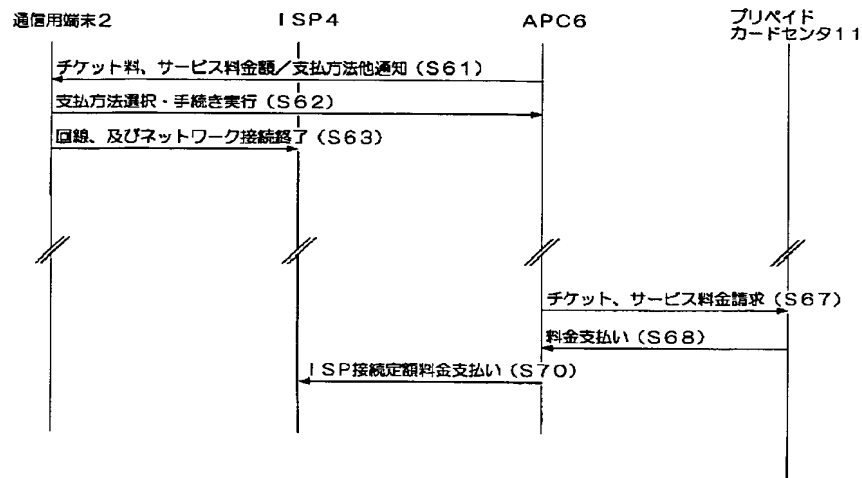 通信用端末2
ISP4
APC6
プリペイド
カードセンタ11
チケット料、サービス料金額／支払方法他通知（S61）
支払方法選択・手続き実行（S62）
回線、及びネットワーク接続終了（S63）
チケット、サービス料金請求（S67）
料金支払い（S68）
ISP接続定額料金支払い（S70）